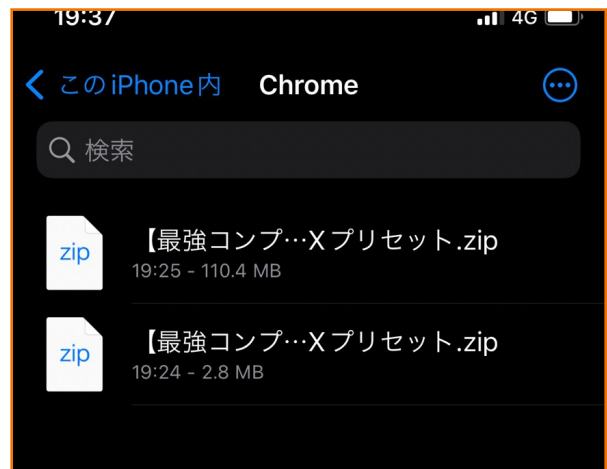 19:37 4G
このiPhone内 Chrome
検索
zip 【最強コンプ…Xプリセット.zip
19:25 - 110.4 MB
zip 【最強コンプ…Xプリセット.zip
19:24 - 2.8 MB